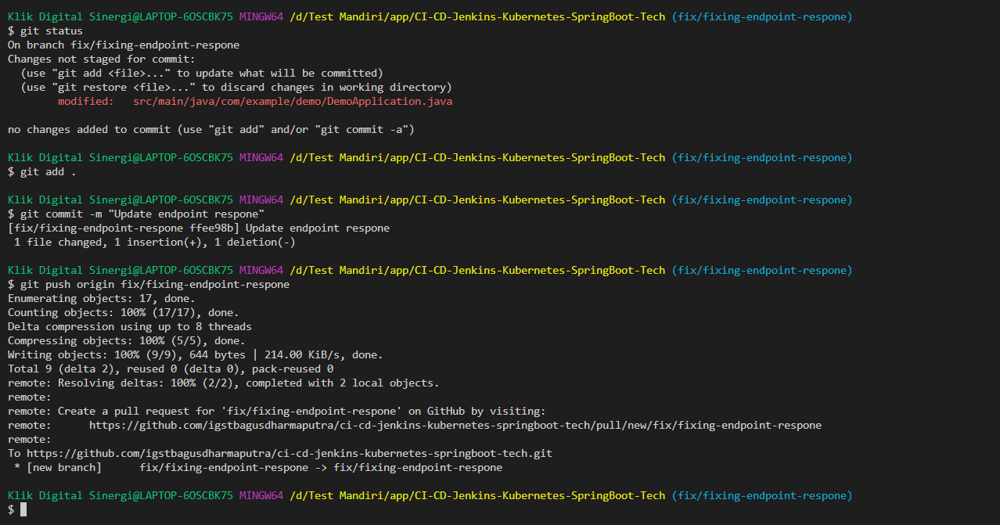 Klik Digital Sinergi@LAPTOP-6OSCBK75 MINGW64 /d/Test Mandiri/app/CI-CD-Jenkins-Kubernetes-SpringBoot-Tech (fix/fixing-endpoint-respone)
$ git status
On branch fix/fixing-endpoint-respone
Changes not staged for commit:
  (use "git add <file>..." to update what will be committed)
  (use "git restore <file>..." to discard changes in working directory)
        modified:   src/main/java/com/example/demo/DemoApplication.java

no changes added to commit (use "git add" and/or "git commit -a")

Klik Digital Sinergi@LAPTOP-6OSCBK75 MINGW64 /d/Test Mandiri/app/CI-CD-Jenkins-Kubernetes-SpringBoot-Tech (fix/fixing-endpoint-respone)
$ git add .

Klik Digital Sinergi@LAPTOP-6OSCBK75 MINGW64 /d/Test Mandiri/app/CI-CD-Jenkins-Kubernetes-SpringBoot-Tech (fix/fixing-endpoint-respone)
$ git commit -m "Update endpoint respone"
[fix/fixing-endpoint-respone ffee98b] Update endpoint respone
 1 file changed, 1 insertion(+), 1 deletion(-)

Klik Digital Sinergi@LAPTOP-6OSCBK75 MINGW64 /d/Test Mandiri/app/CI-CD-Jenkins-Kubernetes-SpringBoot-Tech (fix/fixing-endpoint-respone)
$ git push origin fix/fixing-endpoint-respone
Enumerating objects: 17, done.
Counting objects: 100% (17/17), done.
Delta compression using up to 8 threads
Compressing objects: 100% (5/5), done.
Writing objects: 100% (9/9), 644 bytes | 214.00 KiB/s, done.
Total 9 (delta 2), reused 0 (delta 0), pack-reused 0
remote: Resolving deltas: 100% (2/2), completed with 2 local objects.
remote:
remote: Create a pull request for 'fix/fixing-endpoint-respone' on GitHub by visiting:
remote:      https://github.com/igstbagusdharmaputra/ci-cd-jenkins-kubernetes-springboot-tech/pull/new/fix/fixing-endpoint-respone
remote:
To https://github.com/igstbagusdharmaputra/ci-cd-jenkins-kubernetes-springboot-tech.git
 * [new branch]      fix/fixing-endpoint-respone -> fix/fixing-endpoint-respone

Klik Digital Sinergi@LAPTOP-6OSCBK75 MINGW64 /d/Test Mandiri/app/CI-CD-Jenkins-Kubernetes-SpringBoot-Tech (fix/fixing-endpoint-respone)
$